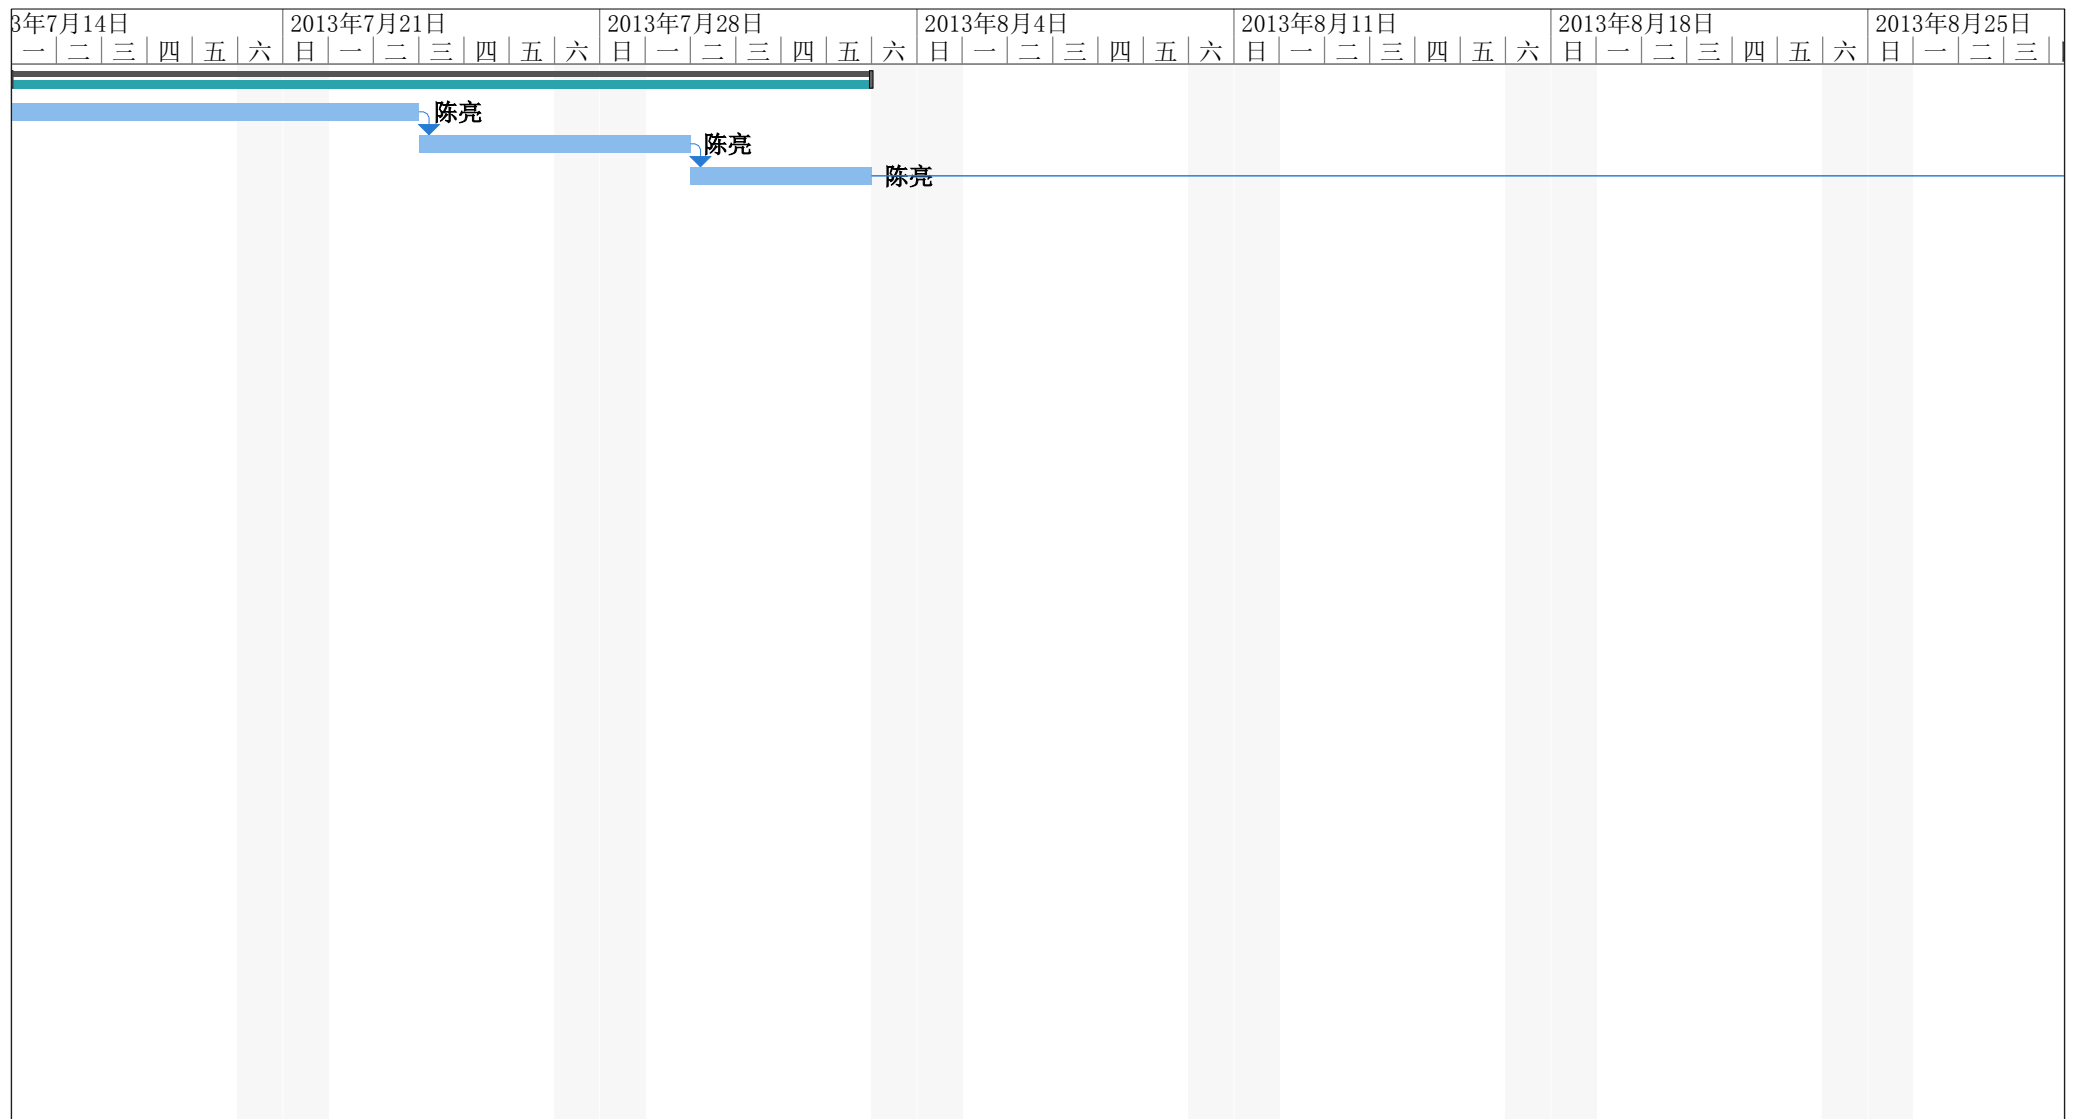 3年7月14日 2013年7月21日 2013年7月28日 2013年8月4日 2013年8月11日 2013年8月18日 2013年8月25日
一 二 三 四 五 六 日 一 二 三 四 五 六 日 一 二 三 四 五 六 日 一 二 三 四 五 六 日 一 二 三 四 五 六 日 一 二 三 四 五 六 日 一 二 三
陈亮
陈亮
陈亮